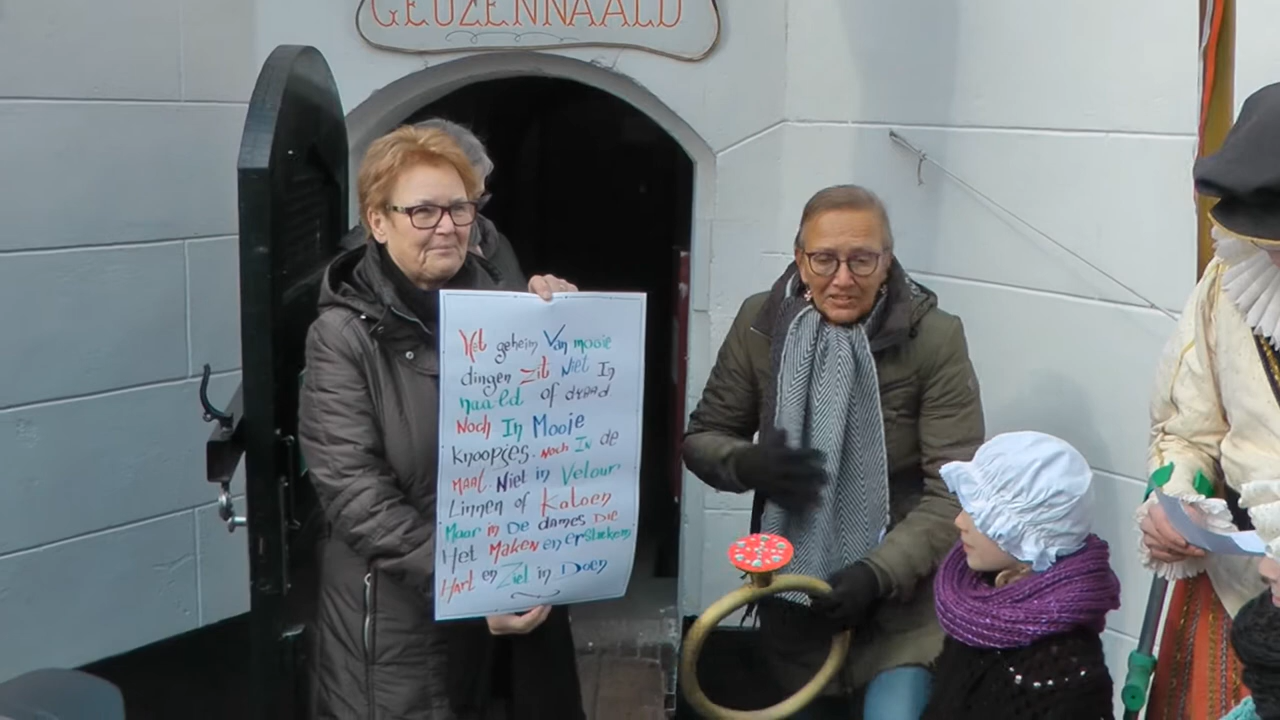 GEUZENNAALD
Het geheim Van mooie
dingen zit Niet In
naald of draad
Noch In Mooie
knoopjes. Noch In de
maat. Niet in Velour
Linnen of Katoen
Maar in De dames Die
Het Maken en er Steken
Hart en Ziel in Doen